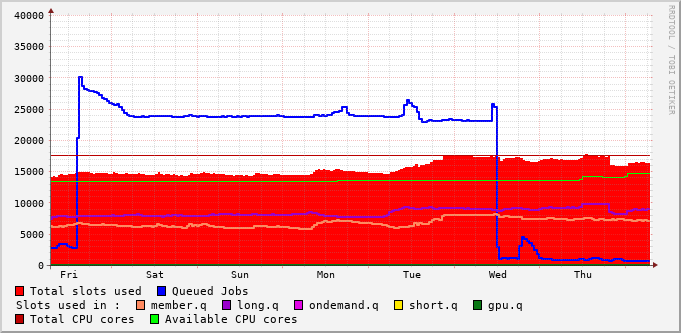 40000
35000
30000
25000
20000
15000
10000
5000
0
Fri Sat Sun Mon Tue Wed Thu
Total slots used Queued Jobs
Slots used in : member.q long.q ondemand.q short.q gpu.q
Total CPU cores Available CPU cores
RRDTOOL / TOBI OETIKER